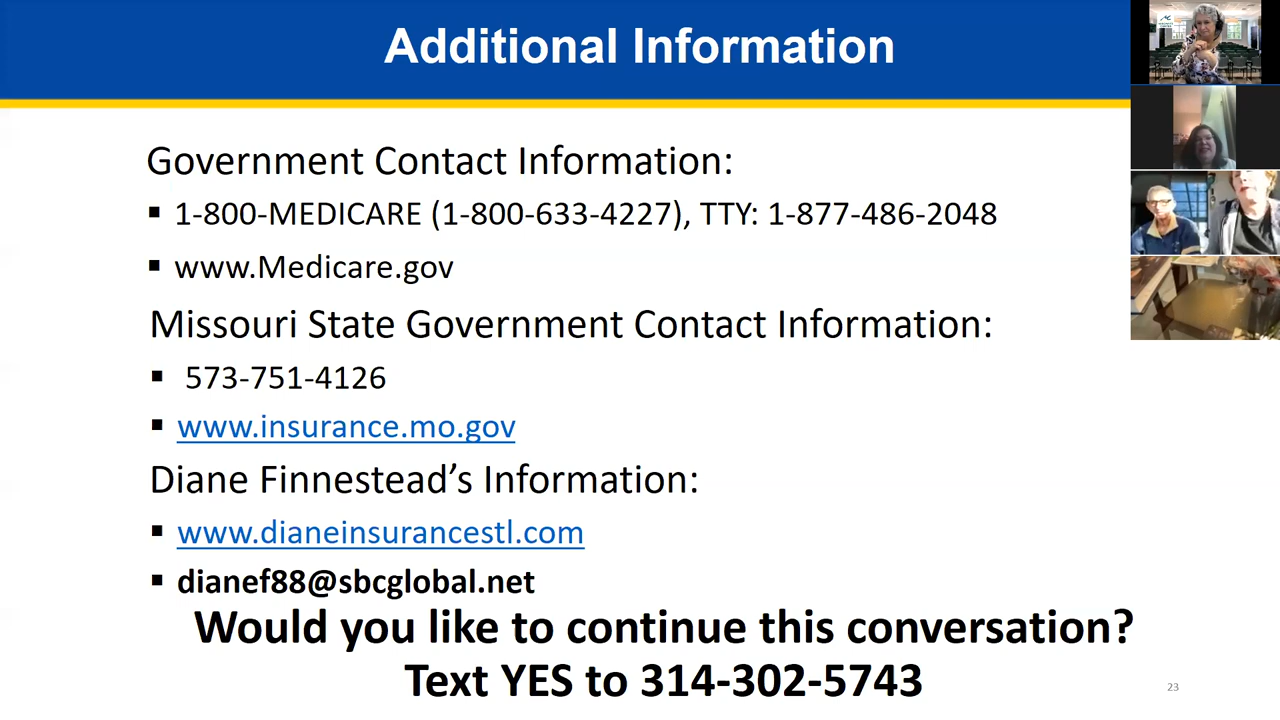 Additional Information
Government Contact Information:
▪ 1-800-MEDICARE (1-800-633-4227), TTY: 1-877-486-2048
▪ www.Medicare.gov
Missouri State Government Contact Information:
▪ 573-751-4126
▪ www.insurance.mo.gov
Diane Finnestead’s Information:
▪ www.dianeinsurancestl.com
▪ dianef88@sbcglobal.net
Would you like to continue this conversation?
Text YES to 314-302-5743
23